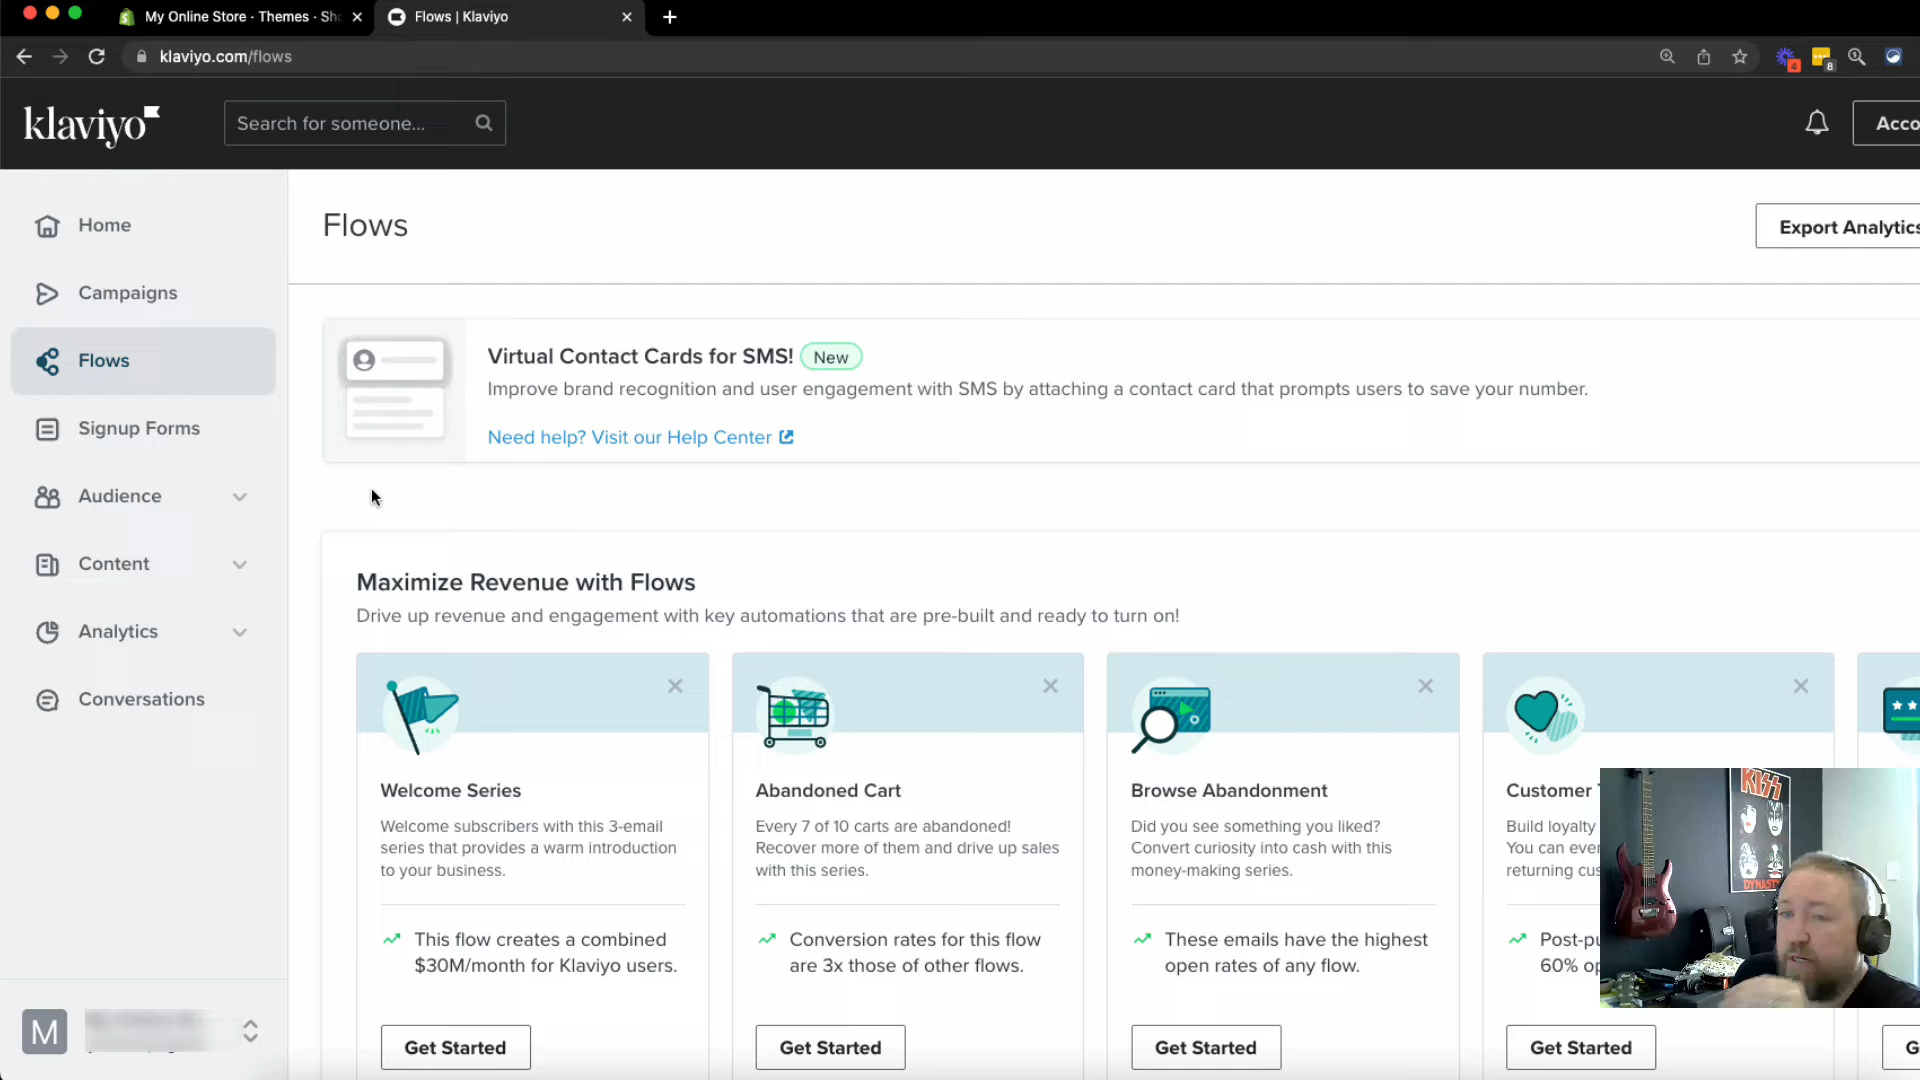 My Online Store · Themes · Sh
Flows | Klaviyo
klaviyo.com/flows
4
8
klaviyo
Search for someone...
Acco
Home
Campaigns
Flows
Signup Forms
Audience
Content
Analytics
Conversations
M
Flows
Export Analytics
Virtual Contact Cards for SMS! New
Improve brand recognition and user engagement with SMS by attaching a contact card that prompts users to save your number.
Need help? Visit our Help Center
Maximize Revenue with Flows
Drive up revenue and engagement with key automations that are pre-built and ready to turn on!
Welcome Series
Welcome subscribers with this 3-email
series that provides a warm introduction
to your business.
This flow creates a combined
$30M/month for Klaviyo users.
Get Started
Abandoned Cart
Every 7 of 10 carts are abandoned!
Recover more of them and drive up sales
with this series.
Conversion rates for this flow
are 3x those of other flows.
Get Started
Browse Abandonment
Did you see something you liked?
Convert curiosity into cash with this
money-making series.
These emails have the highest
open rates of any flow.
Get Started
Customer
Build loyalty
You can eve
returning cus
Post-pu
60% op
Get Started
G
KISS
DYNASTY